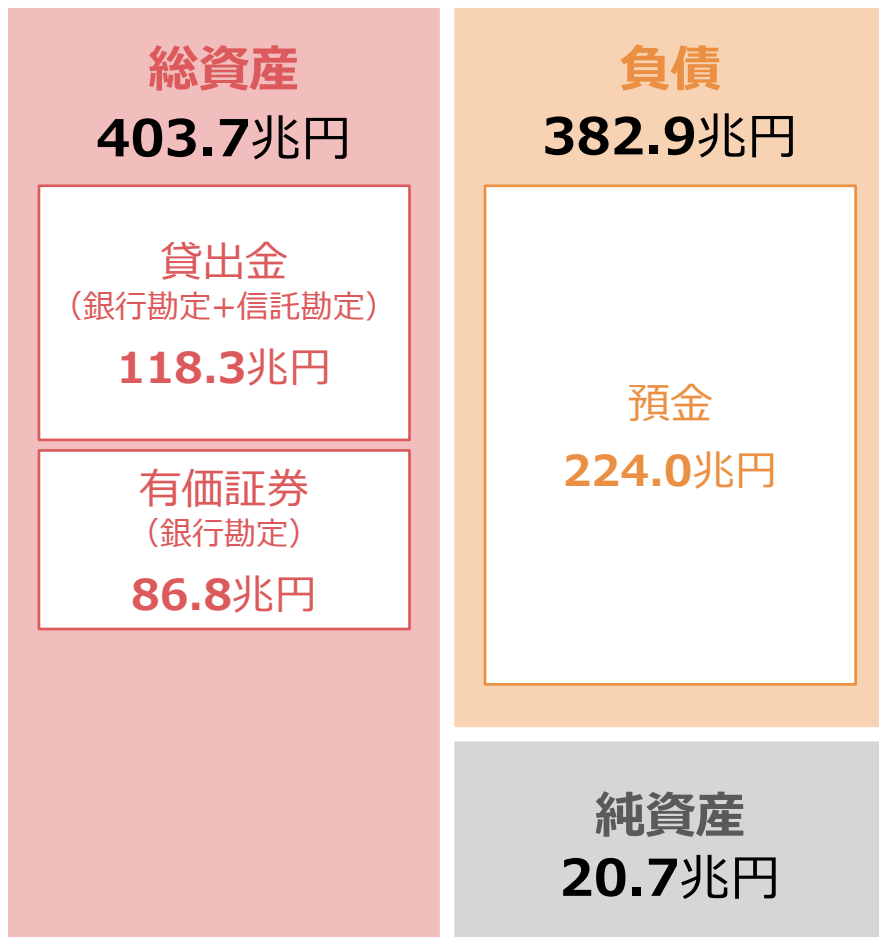 総資産
403.7兆円
貸出金
（銀行勘定+信託勘定）
118.3兆円
有価証券
（銀行勘定）
86.8兆円
負債
382.9兆円
預金
224.0兆円
純資産
20.7兆円